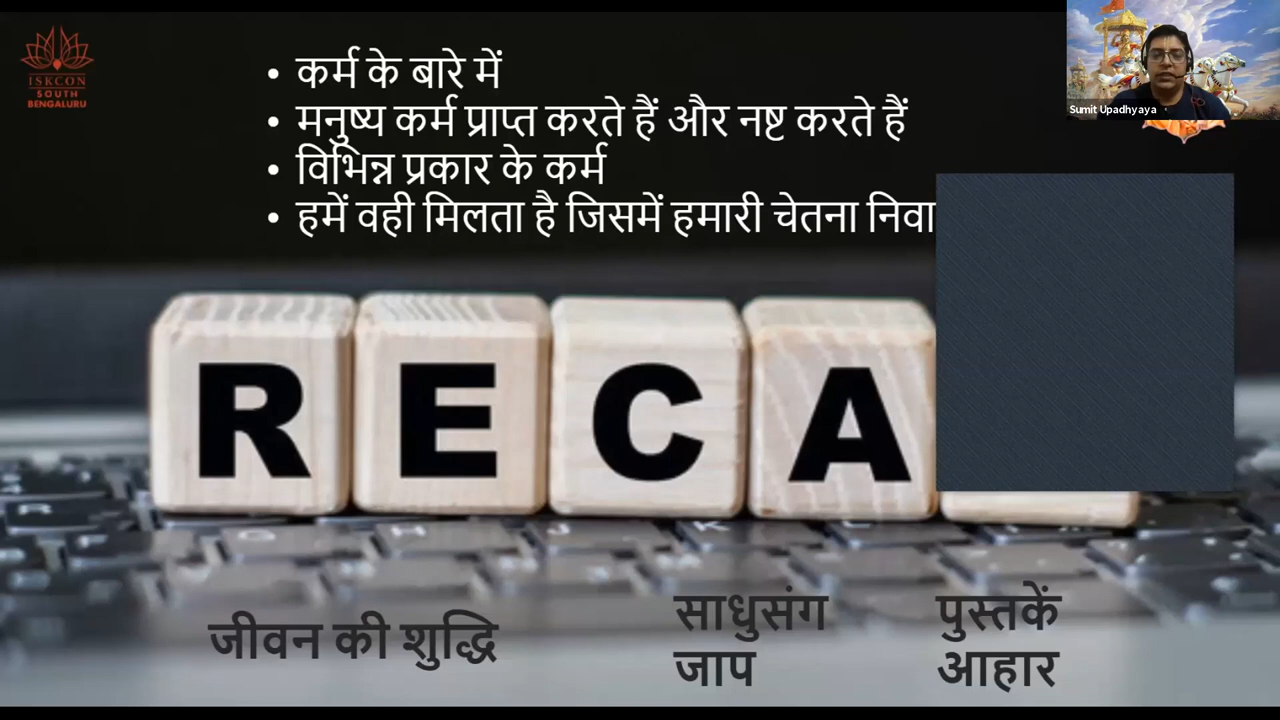 ISKCON
SOUTH
BENGALURU
• कर्म के बारे में
• मनुष्य कर्म प्राप्त करते हैं और नष्ट करते हैं
• विभिन्न प्रकार के कर्म
• हमें वही मिलता है जिसमें हमारी चेतना
Sumit Upadhyaya
RECA
जीवन की शुद्धि
साधुसंग
जाप
पुस्तकें
आहार